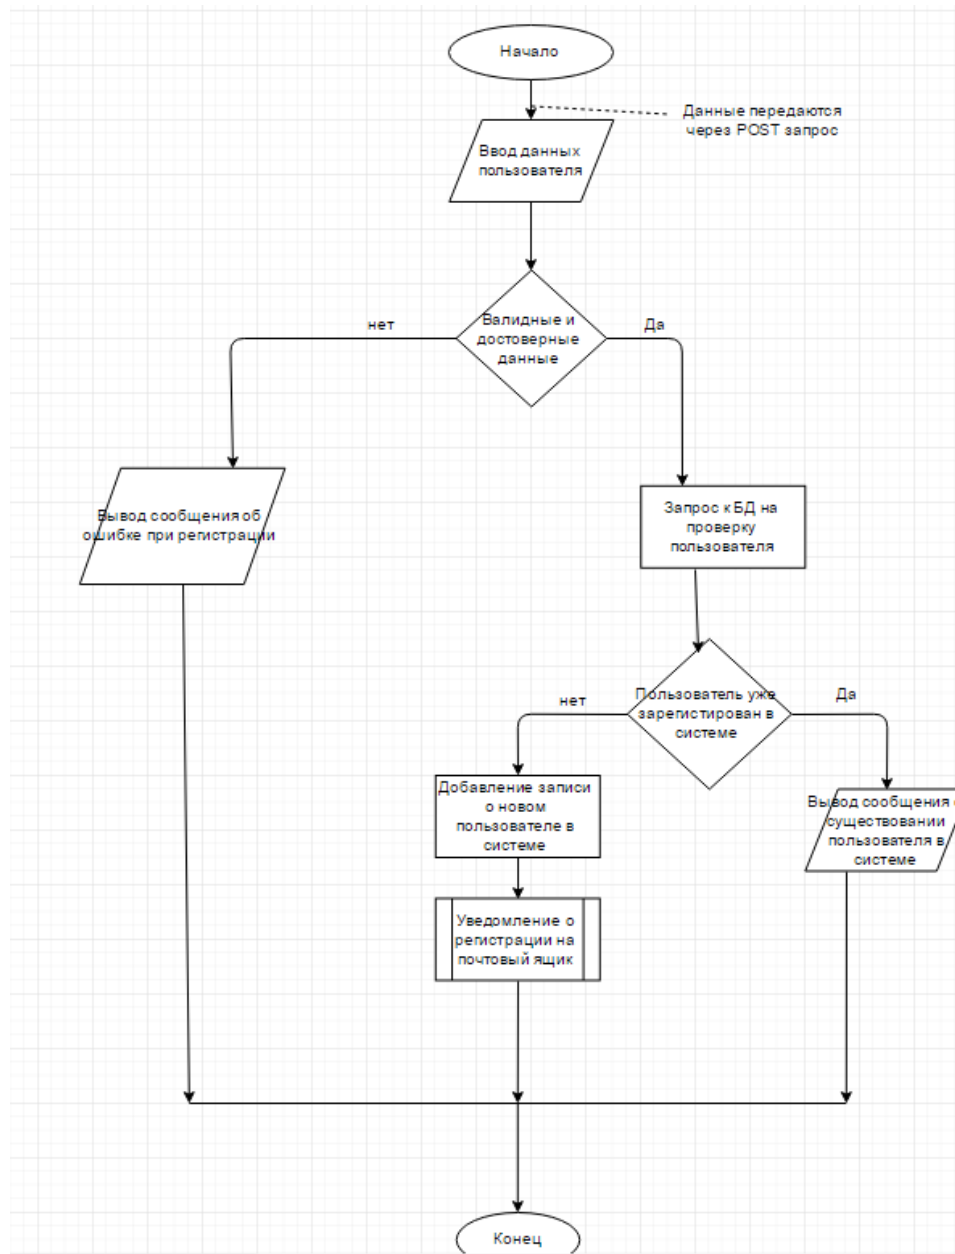 Начало
Данные передаются
через POST запрос
Ввод данных
пользователя
Валидные и
достоверные
данные
нет
Да
Вывод сообщения об
ошибке при регистрации
Запрос к БД на
проверку
пользователя
Пользователь уже
зарегистирован в
системе
нет
Да
Добавление записи
о новом
пользователе в
системе
Вывод сообщения
существовании
пользователя в
системе
Уведомление о
регистрации на
почтовый ящик
Конец